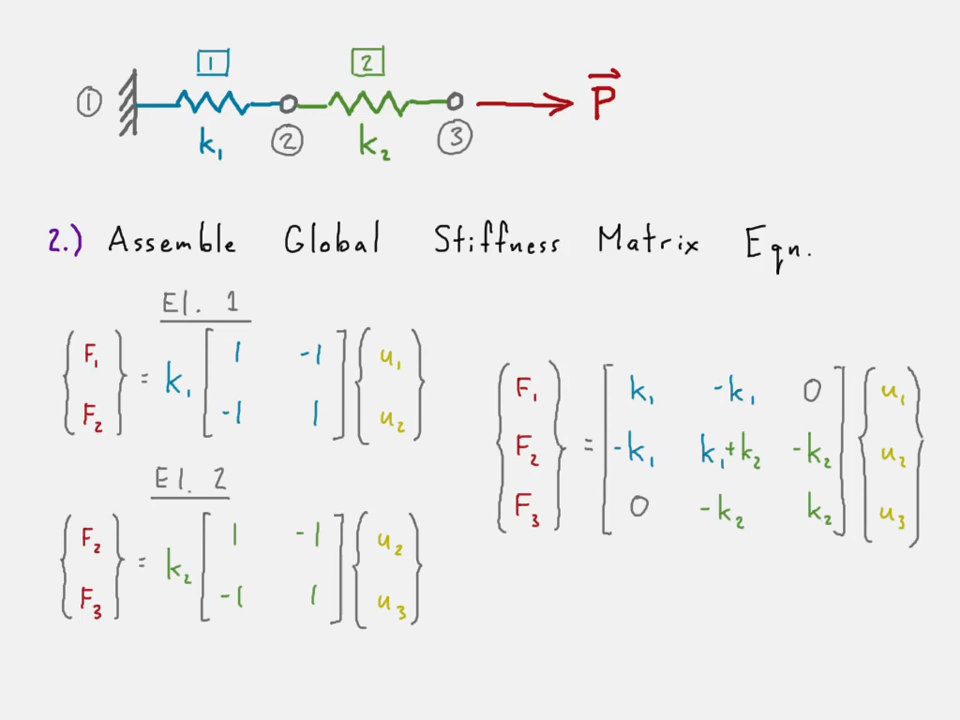 1 2
① P
k₁ ② k₂ ③
2.) Assemble Global Stiffness Matrix Eqn.
El. 1
F₁ = k₁ 1 -1 u₁
F₂ -1 1 u₂
El. 2
F₂ = k₂ 1 -1 u₂
F₃ -1 1 u₃
F₁ k₁ -k₁ 0 u₁
F₂ = -k₁ k₁+k₂ -k₂ u₂
F₃ 0 -k₂ k₂ u₃